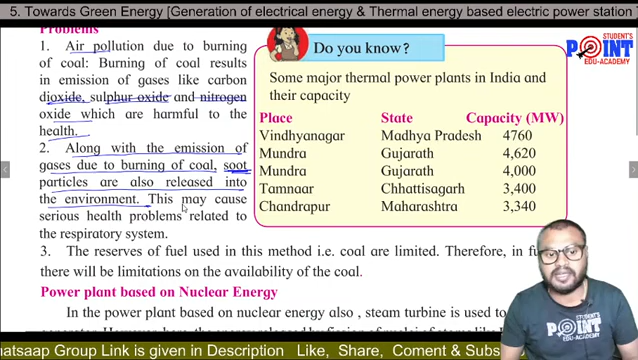 5. Towards Green Energy [Generation of electrical energy & Thermal energy based electric power station
Problems
1. Air pollution due to burning
of coal: Burning of coal results
in emission of gases like carbon
dioxide, sulphur oxide and nitrogen
oxide which are harmful to the
health.
2. Along with the emission of
gases due to burning of coal, soot
particles are also released into
the environment. This may cause
serious health problems related to
the respiratory system.
Do you know?
Some major thermal power plants in India and
their capacity
Place State Capacity (MW)
Vindhyanagar Madhya Pradesh 4760
Mundra Gujarath 4,620
Mundra Gujarath 4,000
Tamnaar Chhattisagarh 3,400
Chandrapur Maharashtra 3,340
STUDENT'S
POINT
EDU-ACADEMY
3. The reserves of fuel used in this method i.e. coal are limited. Therefore, in
there will be limitations on the availability of the coal.
Power plant based on Nuclear Energy
In the power plant based on nuclear energy also , steam turbine is used to
STUDENT'S
POINT
hatsaap Group Link is given in Description Like, Share, Coment & Subs